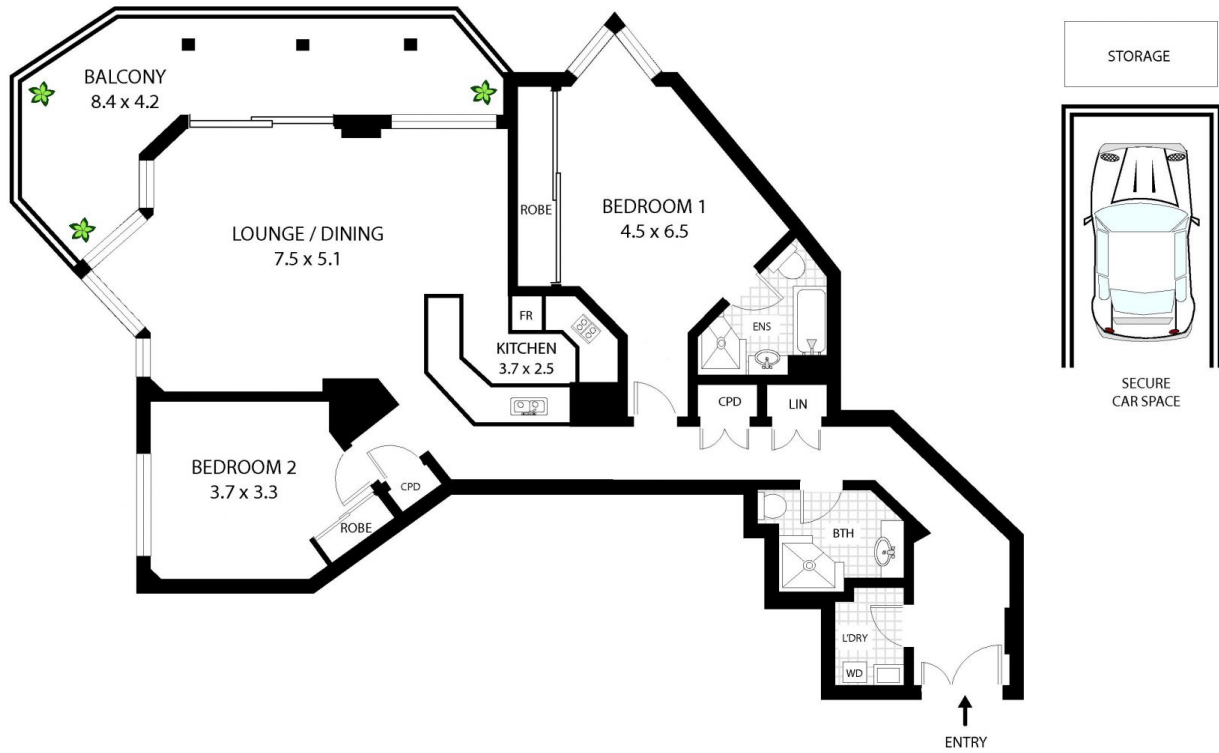 BALCONY
8.4 x 4.2
STORAGE
ROBE
BEDROOM 1
4.5 x 6.5
LOUNGE / DINING
7.5 x 5.1
FR
ENS
KITCHEN
3.7 x 2.5
SECURE
CAR SPACE
CPD
LIN
BEDROOM 2
3.7 x 3.3
CPD
ROBE
BTH
L'DRY
WD
ENTRY